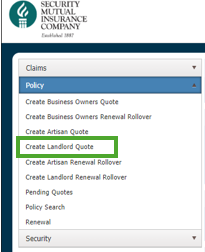 SECURITY
MUTUAL
INSURANCE
COMPANY
Established 1887
Claims
Policy
Create Business Owners Quote
Create Business Owners Renewal Rollover
Create Artisan Quote
Create Landlord Quote
Create Artisan Renewal Rollover
Create Landlord Renewal Rollover
Pending Quotes
Policy Search
Renewal
Security